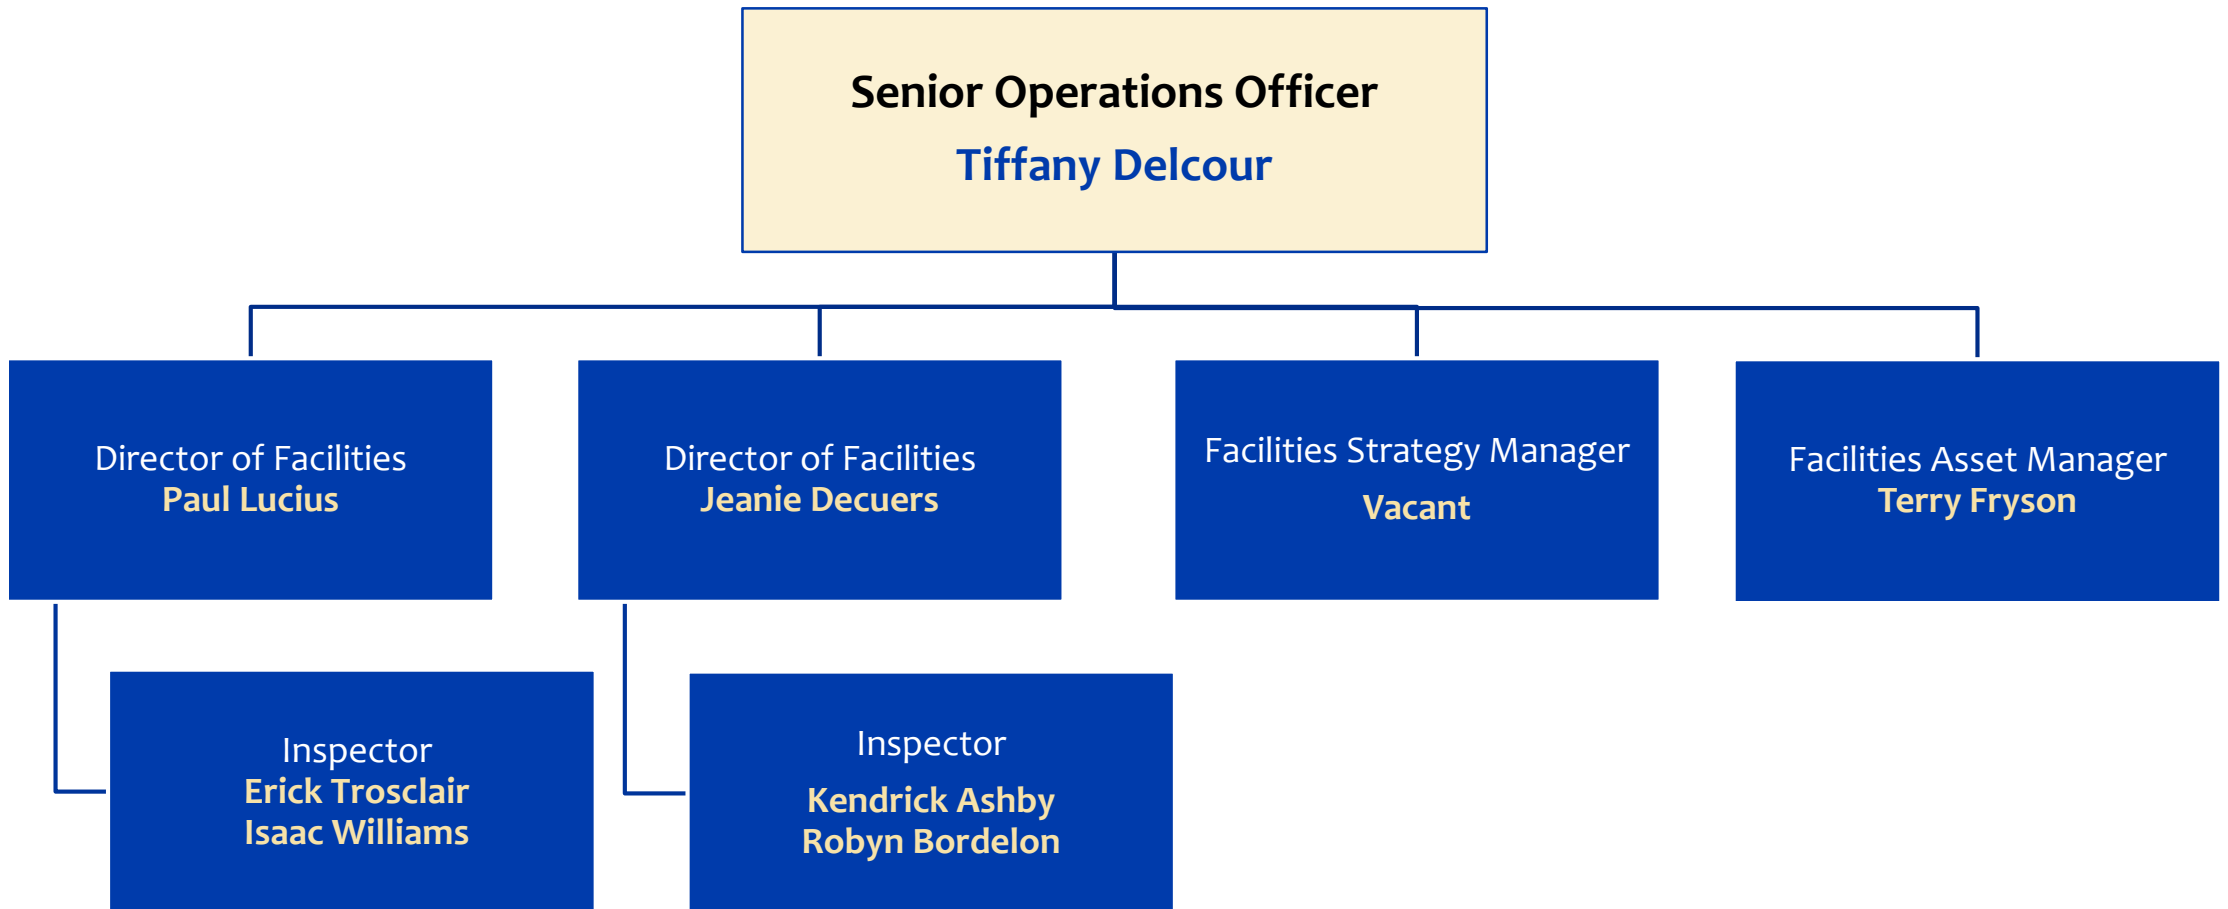 Senior Operations Officer
Tiffany Delcour
Director of Facilities
Paul Lucius
Director of Facilities
Jeanie Decuers
Facilities Strategy Manager
Vacant
Facilities Asset Manager
Terry Fryson
Inspector
Erick Trosclair
Isaac Williams
Inspector
Kendrick Ashby
Robyn Bordelon